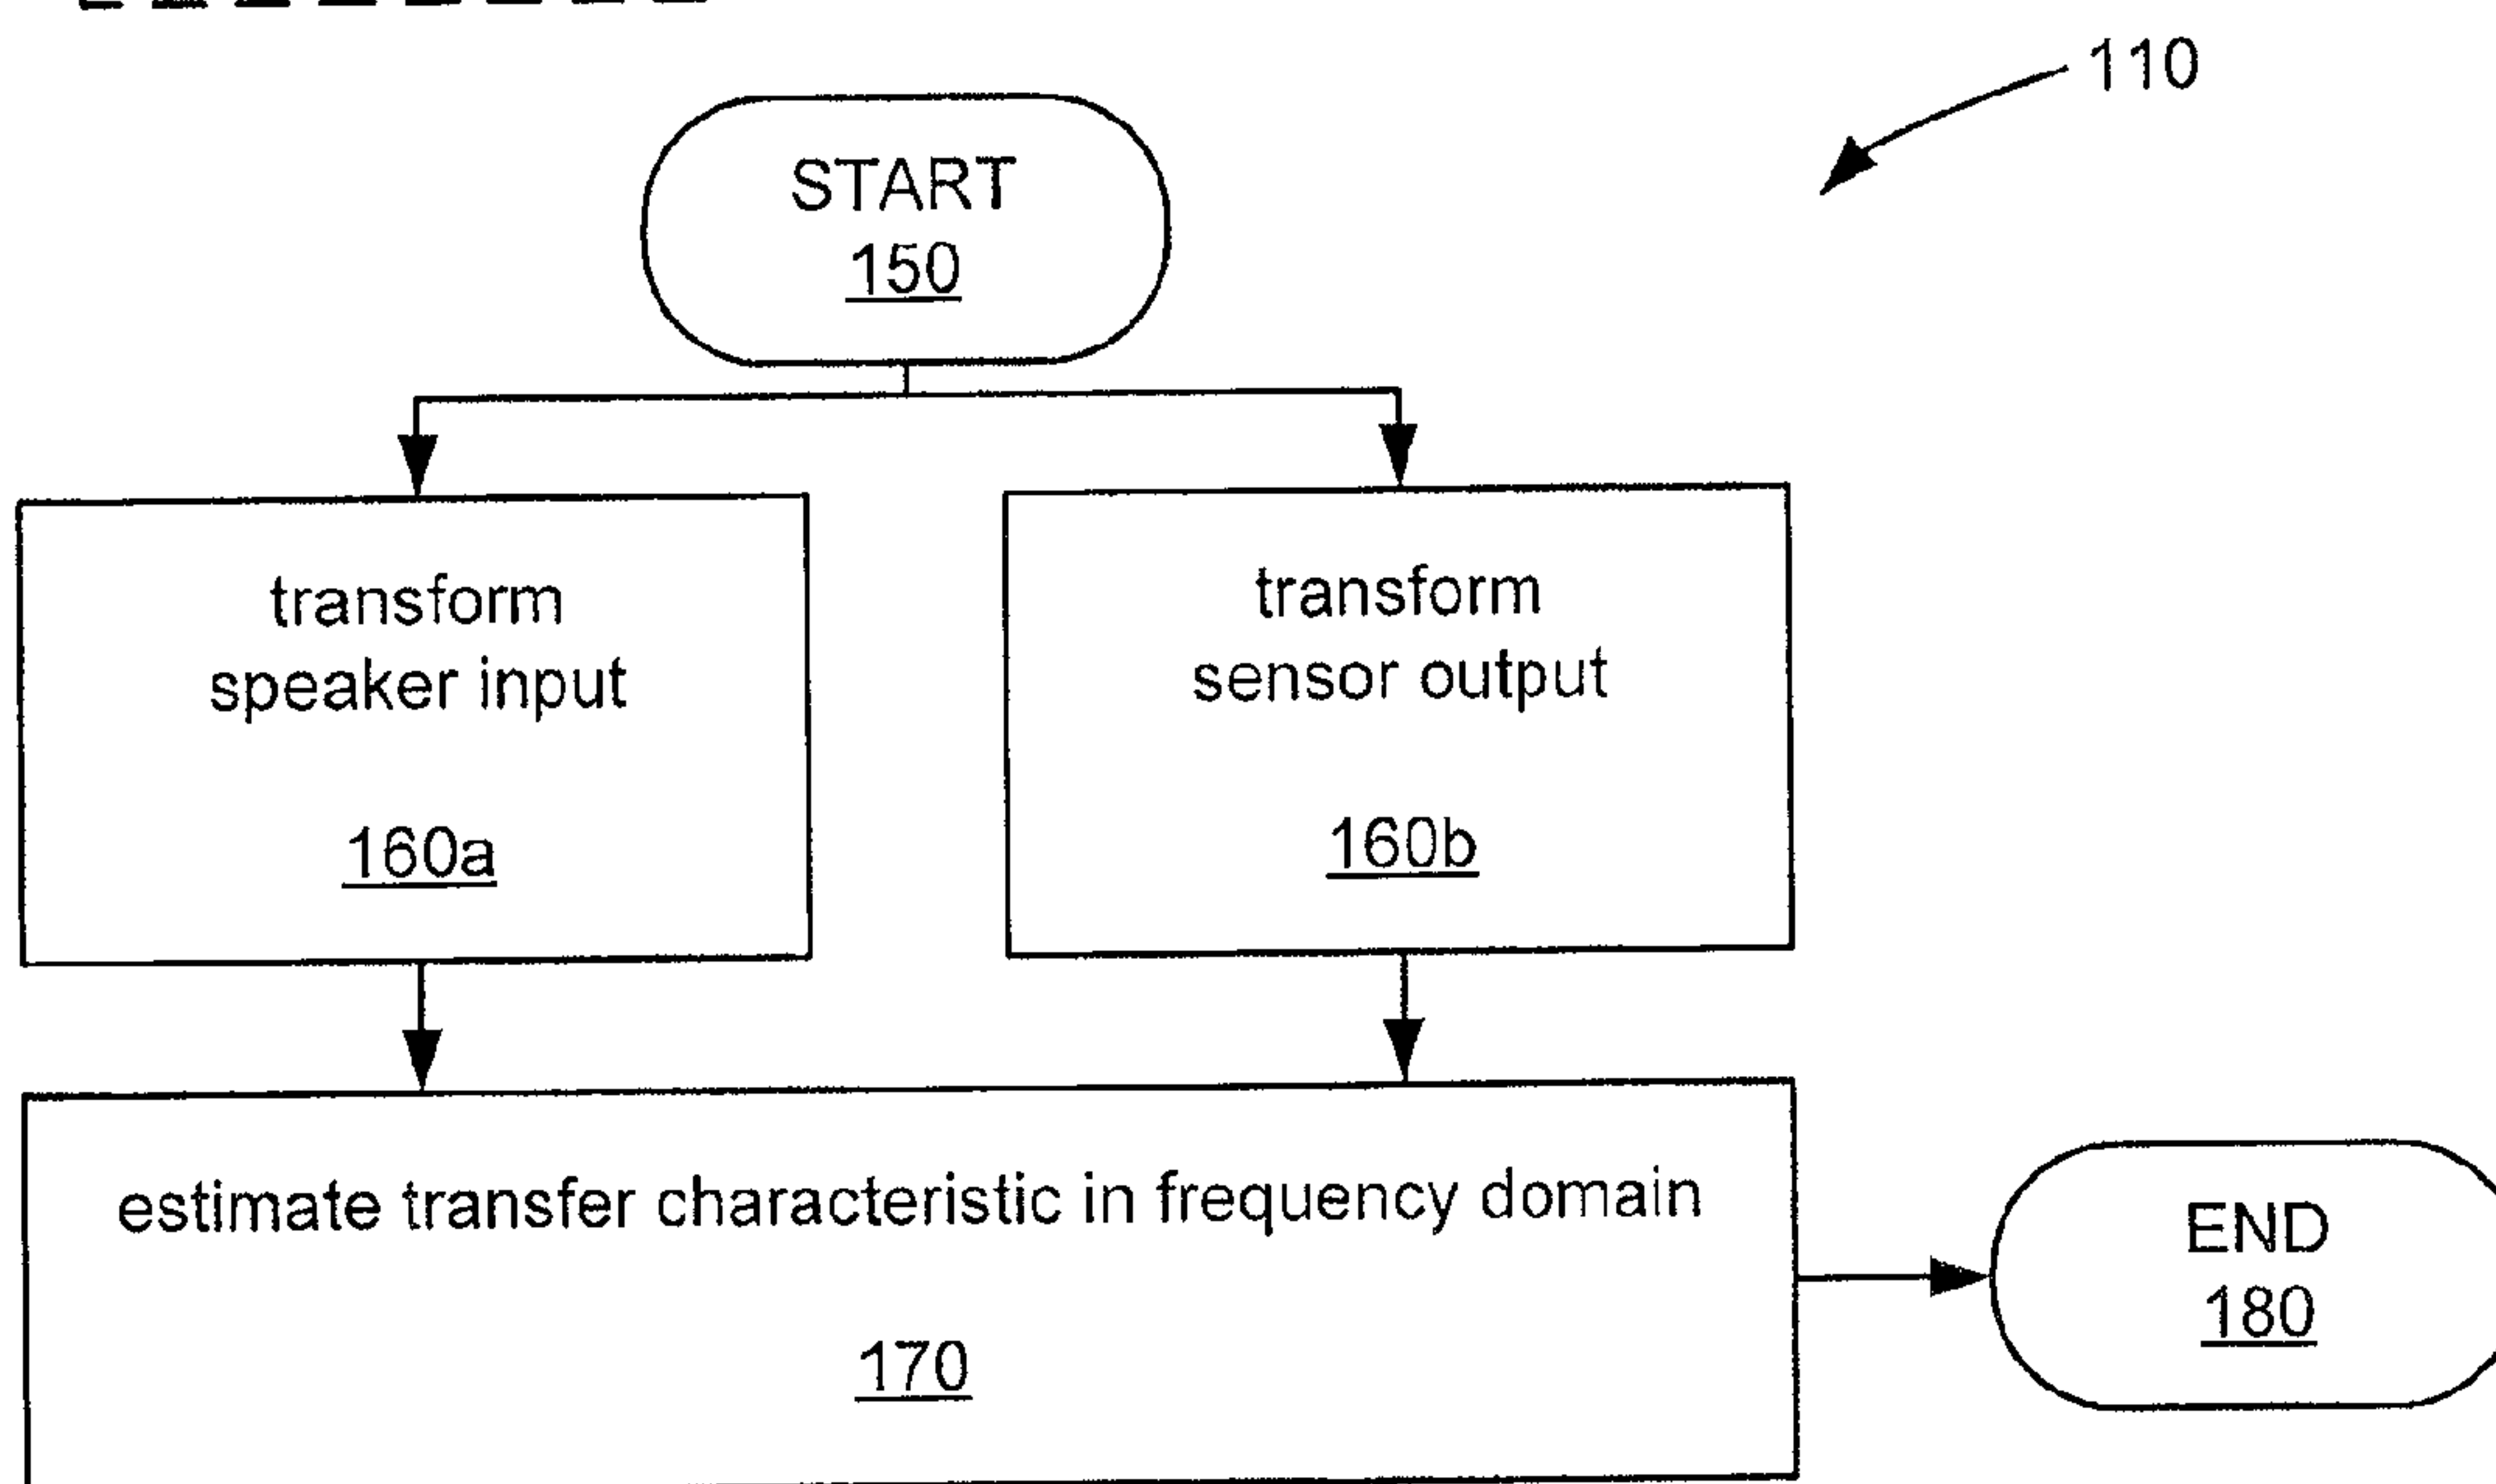 110
START
150
transform
speaker input
160a
transform
sensor output
160b
estimate transfer characteristic in frequency domain
170
END
180